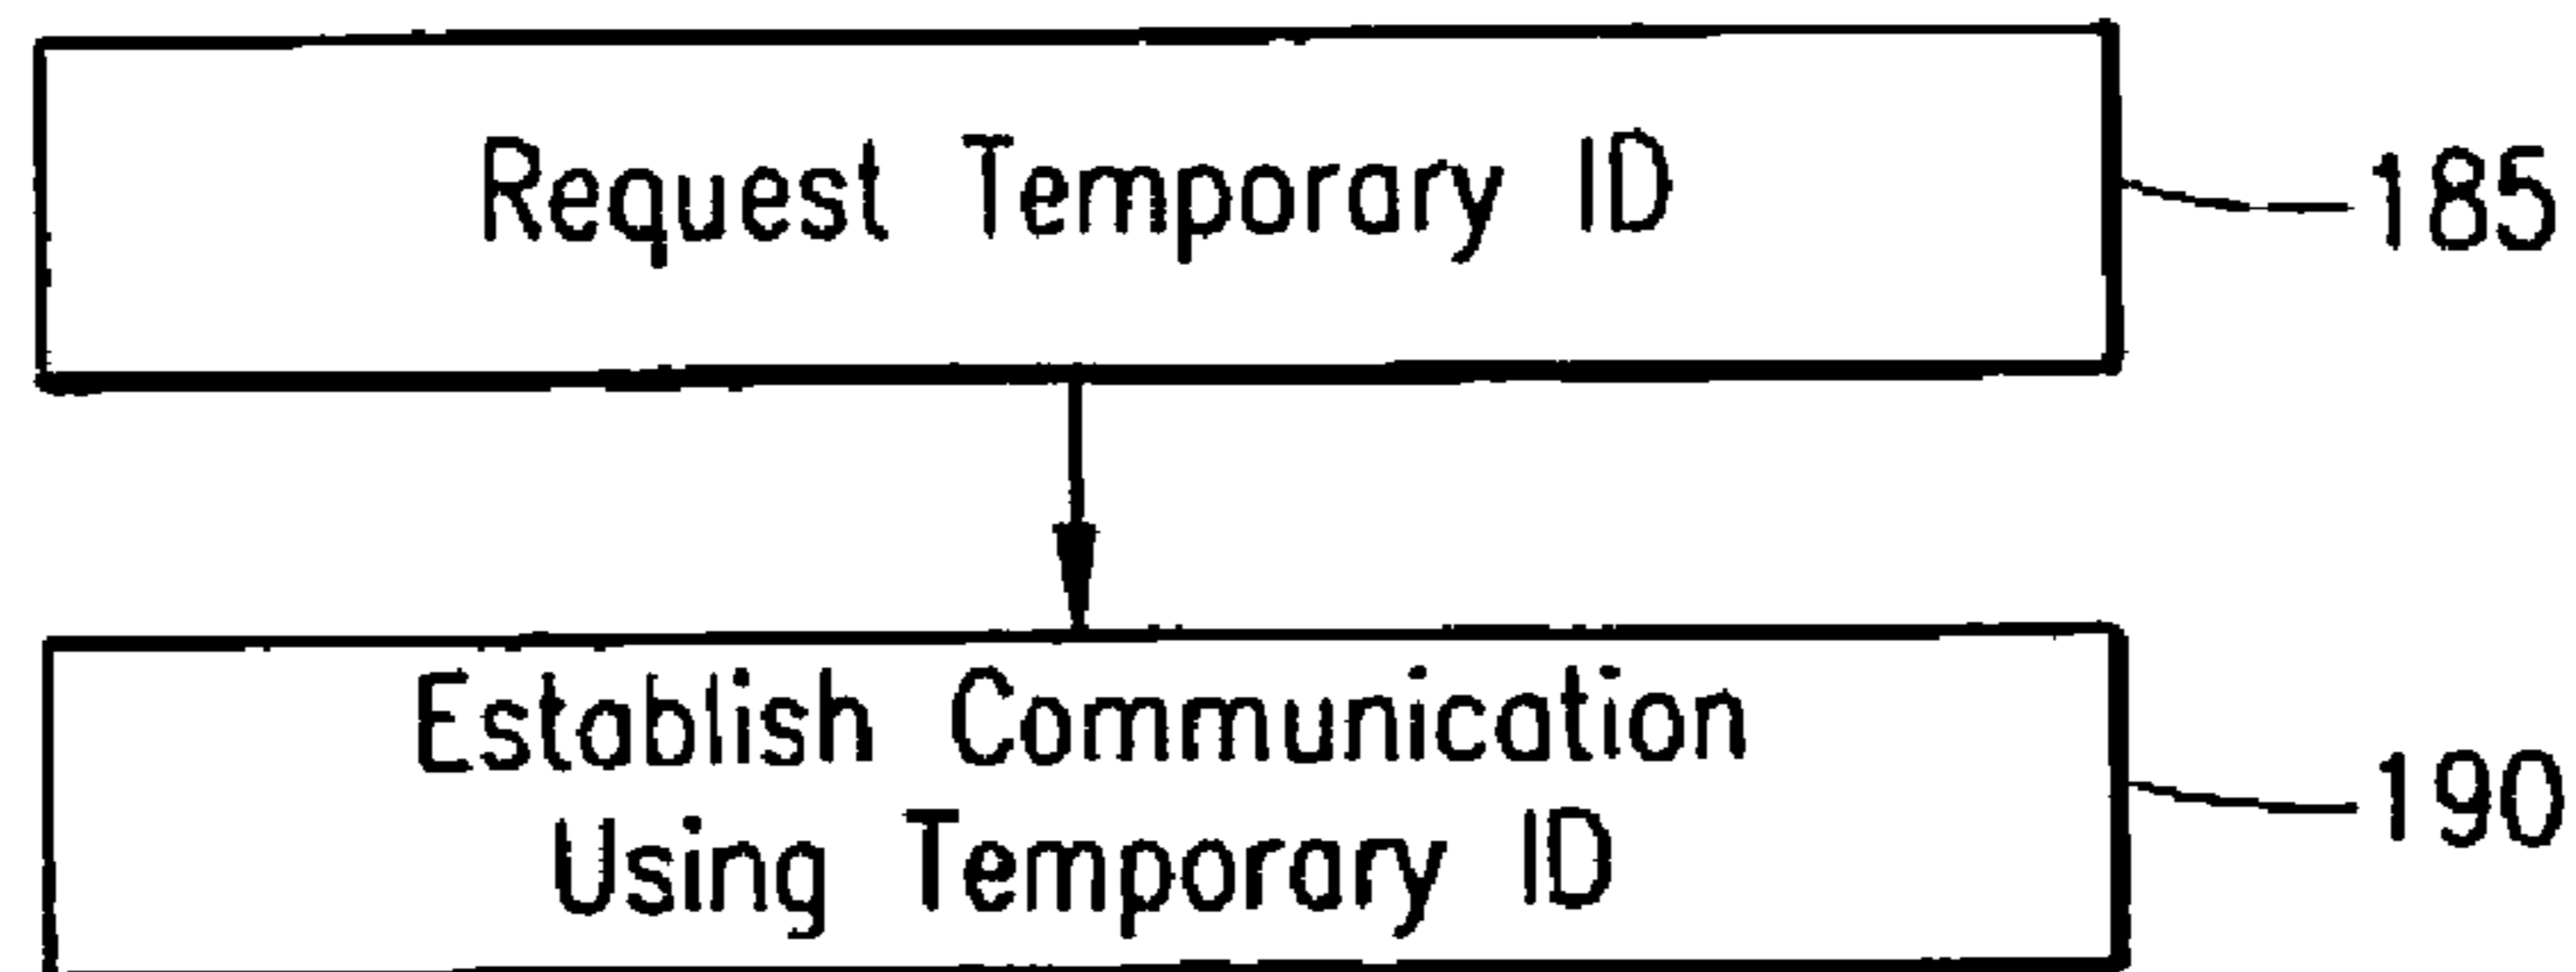 Request Temporary ID
185
Establish Communication
Using Temporary ID
190